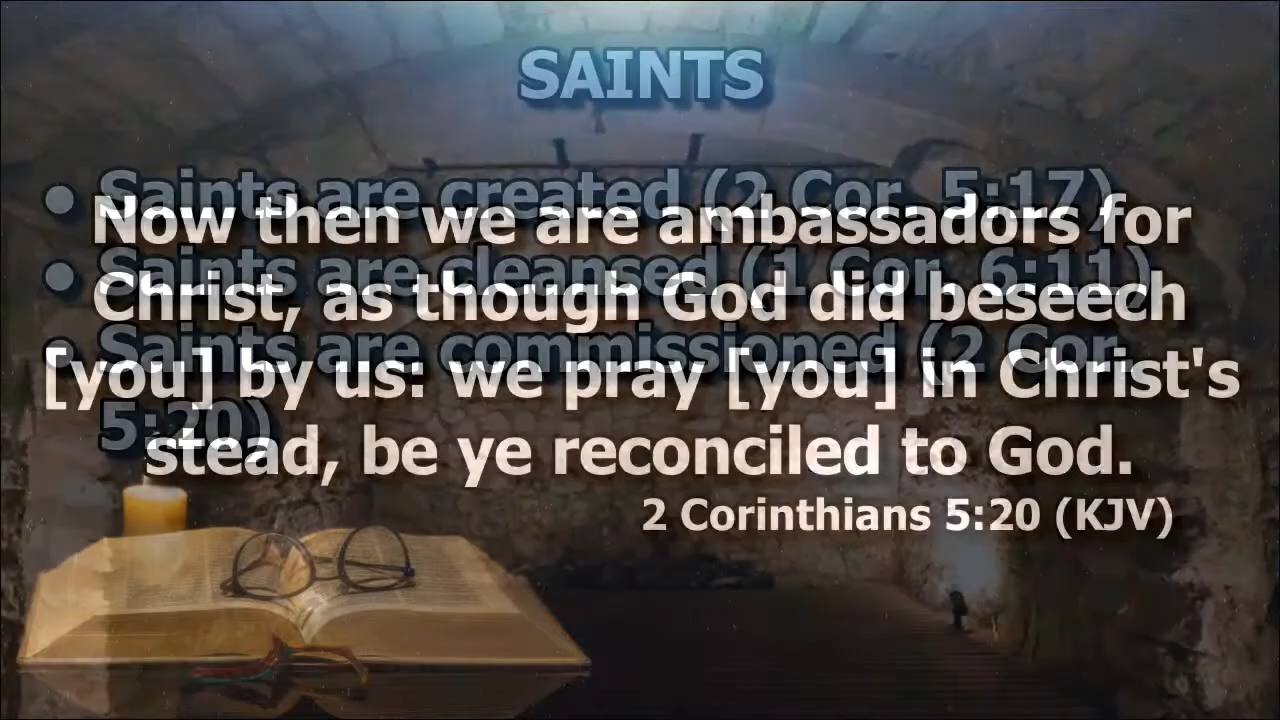 SAINTS
• Saints are created (2 Cor. 5:17)
• Saints are cleansed (1 Cor. 6:11)
• Saints are commissioned (2 Cor.
5:20)
Now then we are ambassadors for
Christ, as though God did beseech
[you] by us: we pray [you] in Christ's
stead, be ye reconciled to God.
2 Corinthians 5:20 (KJV)